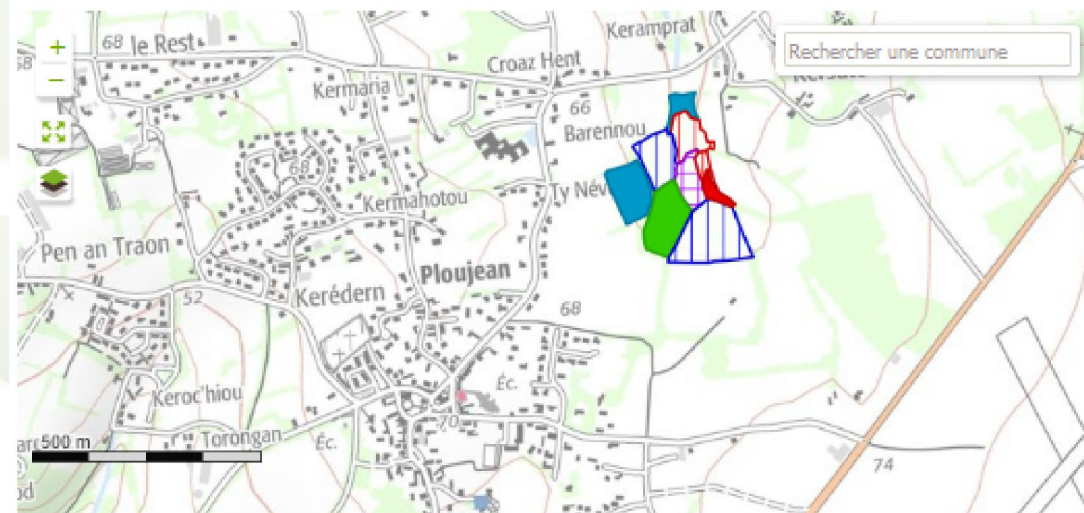 Keramprat
Rechercher une commune
+
68
le Rest
−
Croaz Hent
Kermaria
66
Barennou
68
Ty Név
Kermahotou
Pen an Traon
Ploujean
52
Kerédern
68
Éc.
Keroc'hiou
70
Torongan
Éc.
500 m
74